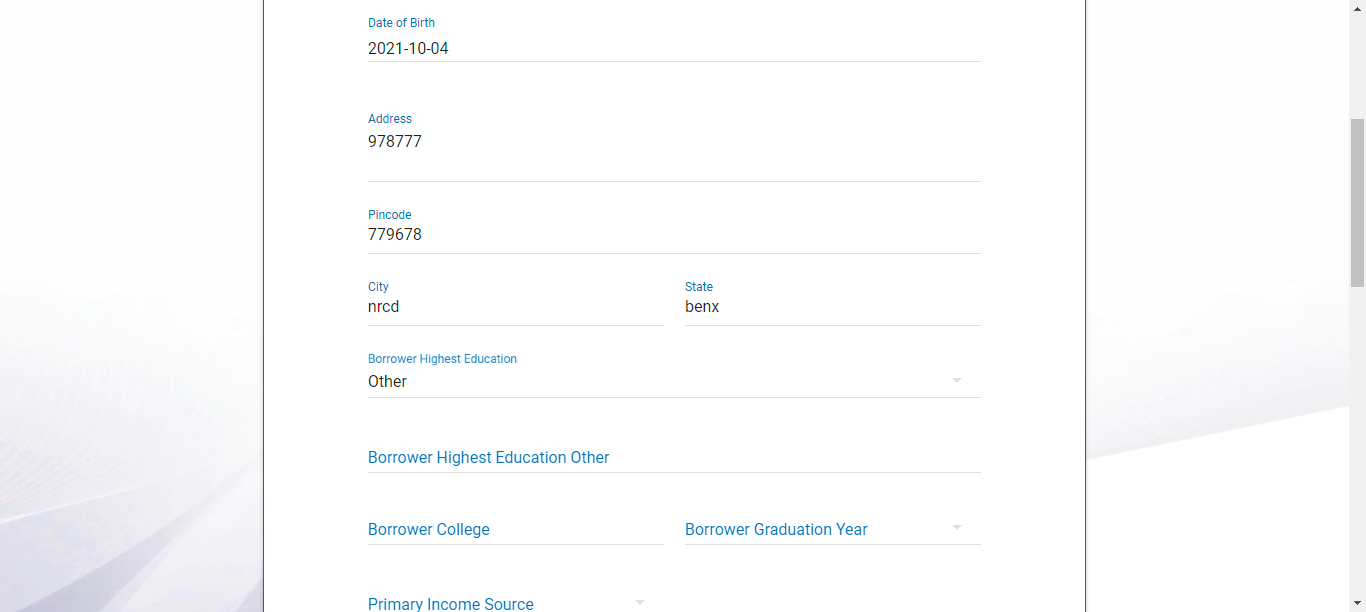 Date of Birth
2021-10-04
Address
978777
Pincode
779678
City State
nrcd benx
Borrower Highest Education
Other
Borrower Highest Education Other
Borrower College Borrower Graduation Year
Primary Income Source